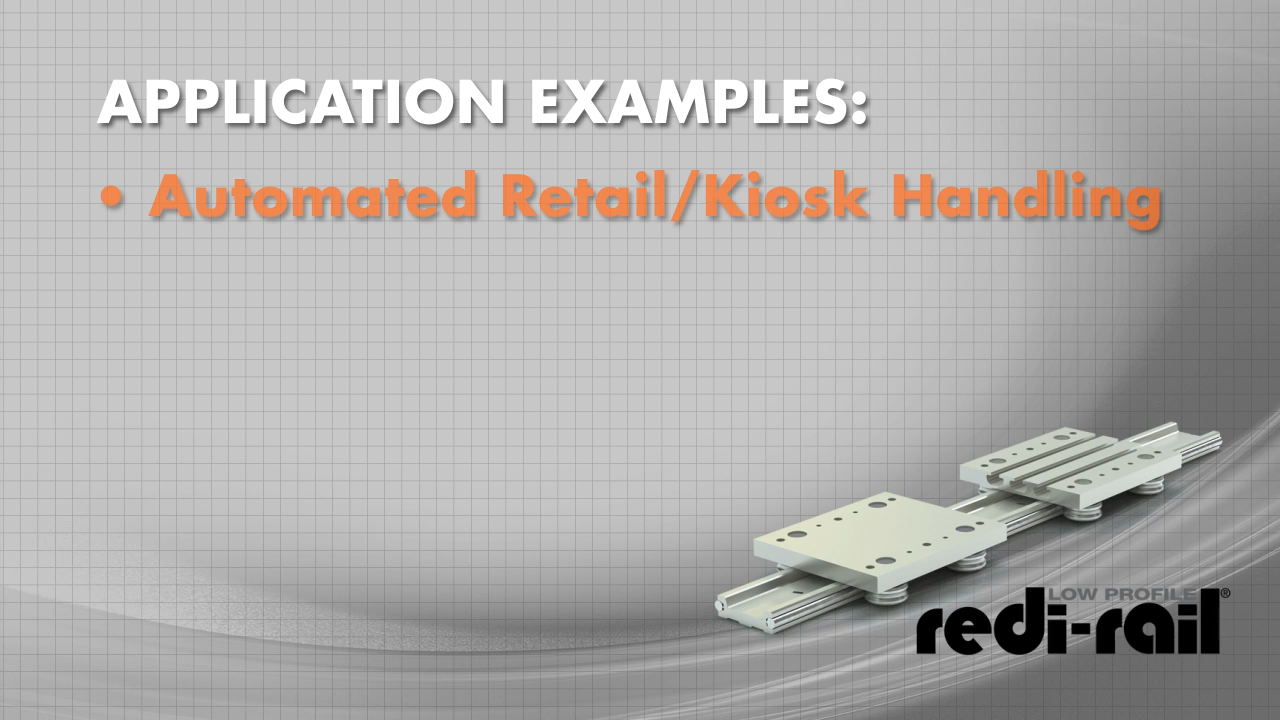 APPLICATION EXAMPLES:
• Automated Retail/Kiosk Handling
LOW PROFILE
redi-rail®